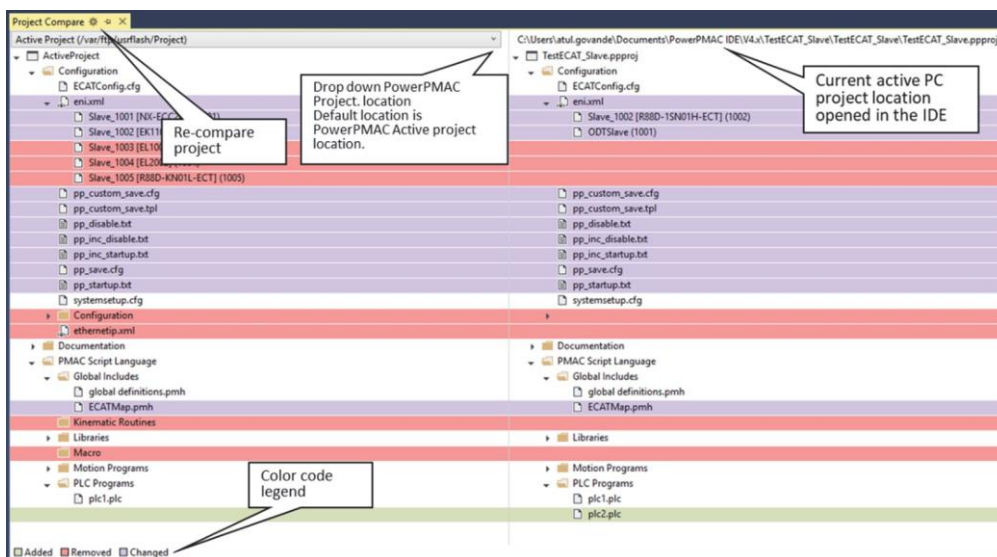 Project Compare
Active Project (/var/ftp/usrflash/Project)
C:\Users\atul.govande\Documents\PowerPMAC IDE\V4.x\TestECAT_Slave\TestECAT_Slave\TestECAT_Slave.ppproj
ActiveProject
Configuration
ECATConfig.cfg
eni.xml
Slave_1001 [NX-ECC
Slave_1002 [EK11
Slave_1003 [EL10
Slave_1004 [EL20
Slave_1005 [R88D-KN01L-ECT] (1005)
pp_custom_save.cfg
pp_custom_save.tpl
pp_disable.txt
pp_inc_disable.txt
pp_inc_startup.txt
pp_save.cfg
pp_startup.txt
systemsetup.cfg
Configuration
ethernetip.xml
Documentation
PMAC Script Language
Global Includes
global definitions.pmh
ECATMap.pmh
Kinematic Routines
Libraries
Macro
Motion Programs
PLC Programs
plc1.plc
Re-compare
project
Drop down PowerPMAC
Project. location
Default location is
PowerPMAC Active project
location.
TestECAT_Slave.ppproj
Configuration
ECATConfig.cfg
eni.xml
Slave_1002 [R88D-1SN01H-ECT] (1002)
ODTSlave (1001)
pp_custom_save.cfg
pp_custom_save.tpl
pp_disable.txt
pp_inc_disable.txt
pp_inc_startup.txt
pp_save.cfg
pp_startup.txt
systemsetup.cfg
Documentation
PMAC Script Language
Global Includes
global definitions.pmh
ECATMap.pmh
Libraries
Motion Programs
PLC Programs
plc1.plc
plc2.plc
Current active PC
project location
opened in the IDE
Color code
legend
Added Removed Changed